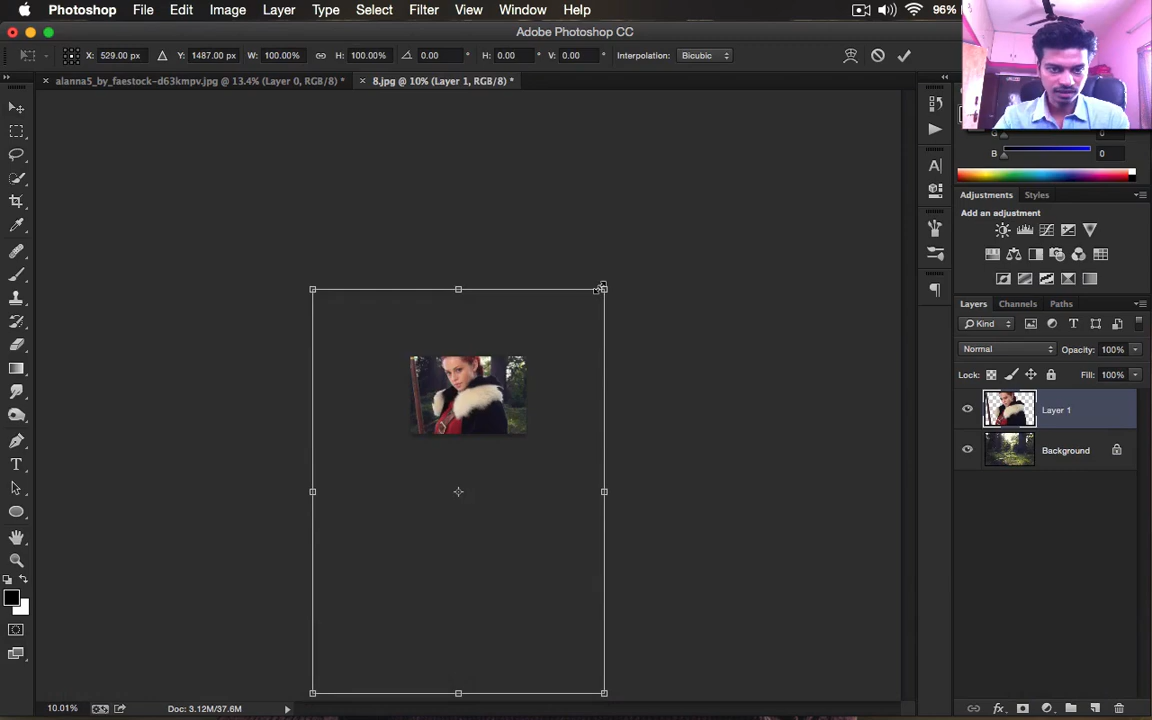 Photoshop File Edit Image Layer Type Select Filter View Window Help 96%
Adobe Photoshop CC
X: 529.00 px Y: 1487.00 px W: 100.00% H: 100.00% 0.00 ° H: 0.00 ° V: 0.00 ° Interpolation: Bicubic
× alanna5_by_faestock-d63kmpv.jpg @ 13.4% (Layer 0, RGB/8) * × 8.jpg @ 10% (Layer 1, RGB/8) *
G 0
B 0
Adjustments Styles
Add an adjustment
Layers Channels Paths
Kind
Normal Opacity: 100%
Lock: Fill: 100%
Layer 1
Background
10.01% Doc: 3.12M/37.6M